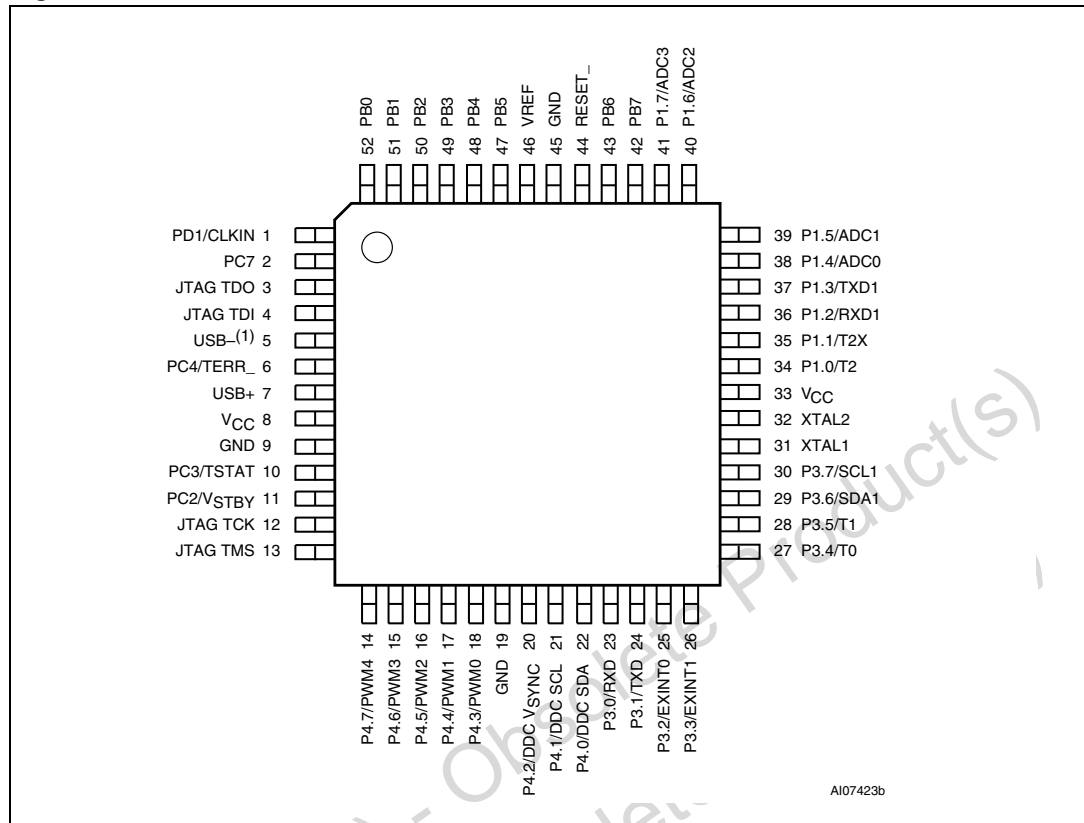 52 PB0
51 PB1
50 PB2
49 PB3
48 PB4
47 PB5
46 VREF
45 GND
44 RESET_
43 PB6
42 PB7
41 P1.7/ADC3
40 P1.6/ADC2
PD1/CLKIN 1
PC7 2
JTAG TDO 3
JTAG TDI 4
USB–(1) 5
PC4/TERR_ 6
USB+ 7
VCC 8
GND 9
PC3/TSTAT 10
PC2/VSTBY 11
JTAG TCK 12
JTAG TMS 13
39 P1.5/ADC1
38 P1.4/ADC0
37 P1.3/TXD1
36 P1.2/RXD1
35 P1.1/T2X
34 P1.0/T2
33 VCC
32 XTAL2
31 XTAL1
30 P3.7/SCL1
29 P3.6/SDA1
28 P3.5/T1
27 P3.4/T0
P4.7/PWM4 14
P4.6/PWM3 15
P4.5/PWM2 16
P4.4/PWM1 17
P4.3/PWM0 18
GND 19
P4.2/DDC VSYNC 20
P4.1/DDC SCL 21
P4.0/DDC SDA 22
P3.0/RXD 23
P3.1/TXD 24
P3.2/EXINT0 25
P3.3/EXINT1 26
AI07423b
) - Obsolete Product(s)